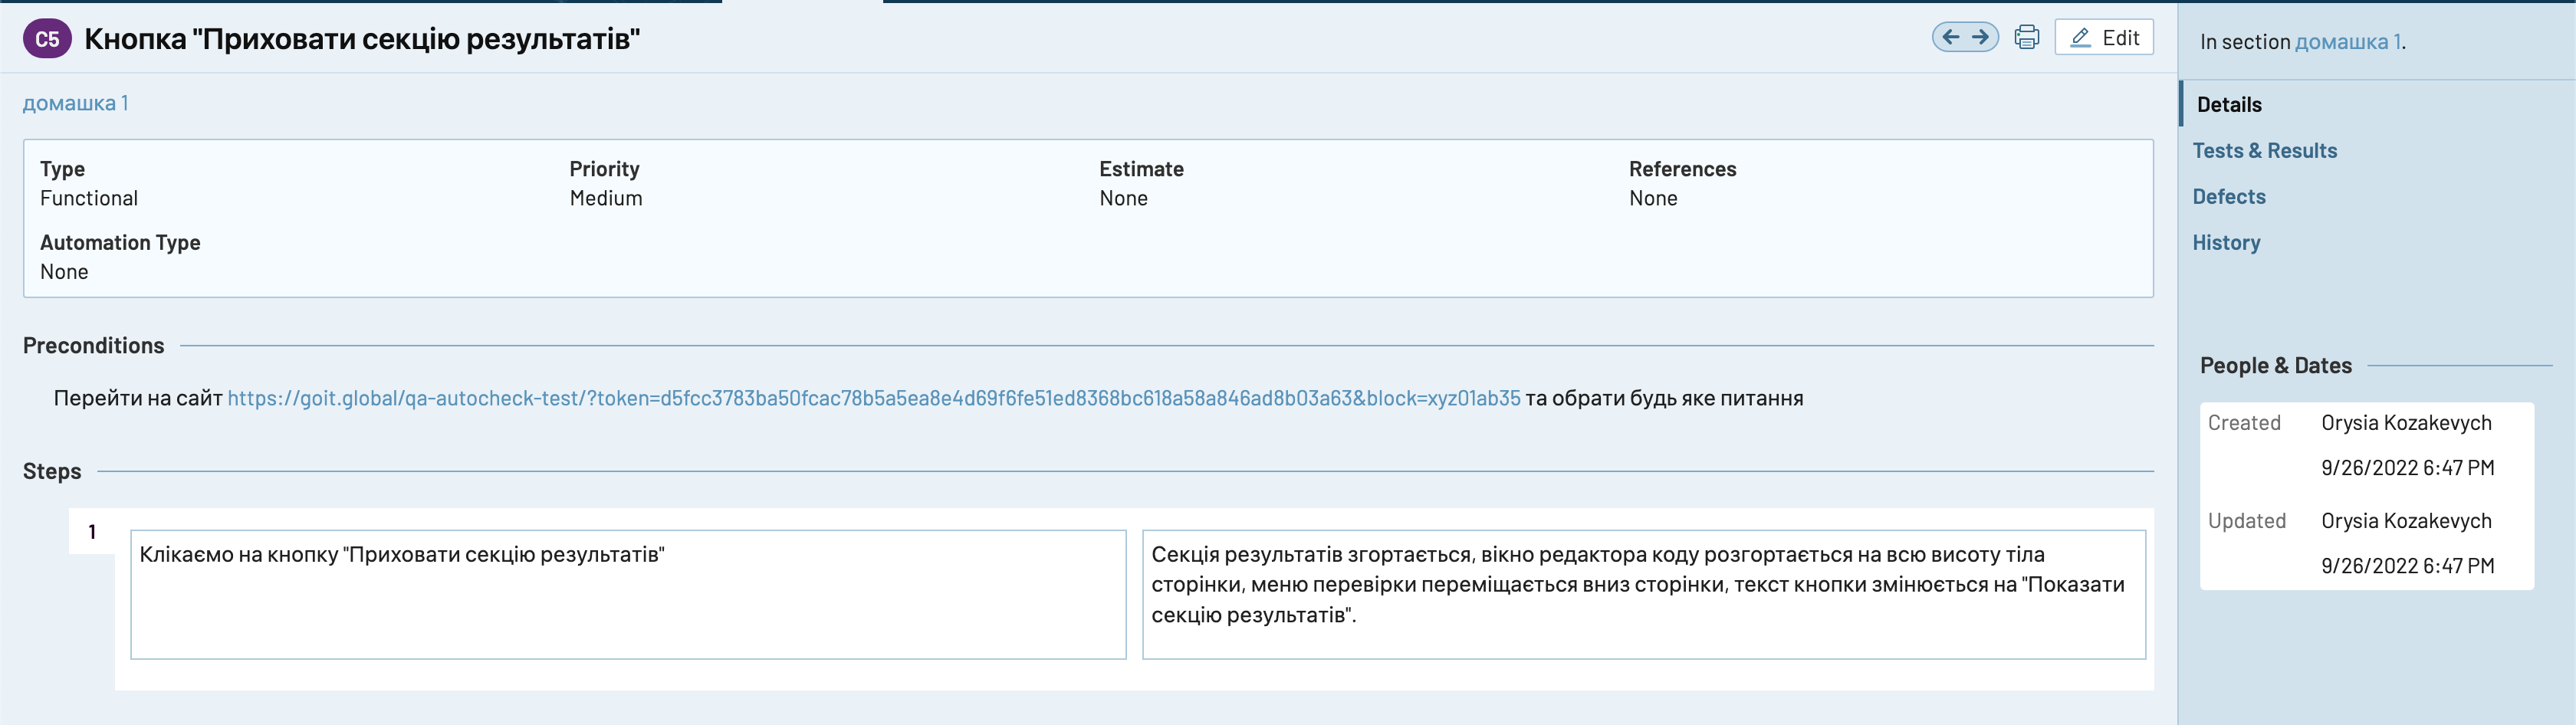 C5 Кнопка "Приховати секцію результатів"
Edit
In section домашка 1.
домашка 1
Type
Functional
Priority
Medium
Estimate
None
References
None
Automation Type
None
Preconditions
Перейти на сайт https://goit.global/qa-autocheck-test/?token=d5fcc3783ba50fcac78b5a5ea8e4d69f6fe51ed8368bc618a58a846ad8b03a63&block=xyz01ab35 та обрати будь яке питання
Steps
1
Клікаємо на кнопку "Приховати секцію результатів"
Секція результатів згортається, вікно редактора коду розгортається на всю висоту тіла
сторінки, меню перевірки переміщається вниз сторінки, текст кнопки змінюється на "Показати
секцію результатів".
Details
Tests & Results
Defects
History
People & Dates
Created Orysia Kozakevych
9/26/2022 6:47 PM
Updated Orysia Kozakevych
9/26/2022 6:47 PM